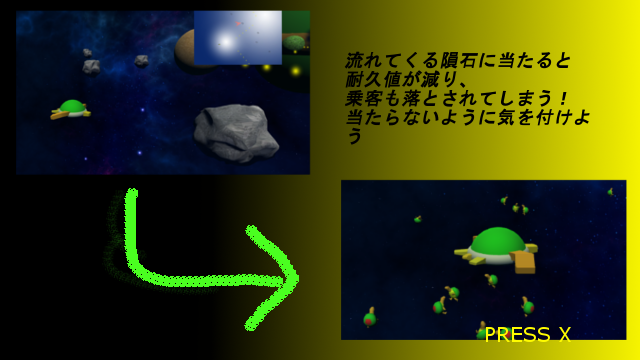 流れてくる隕石に当たると
耐久値が減り、
乗客も落とされてしまう！
当たらないように気を付けよ
う
PRESS X